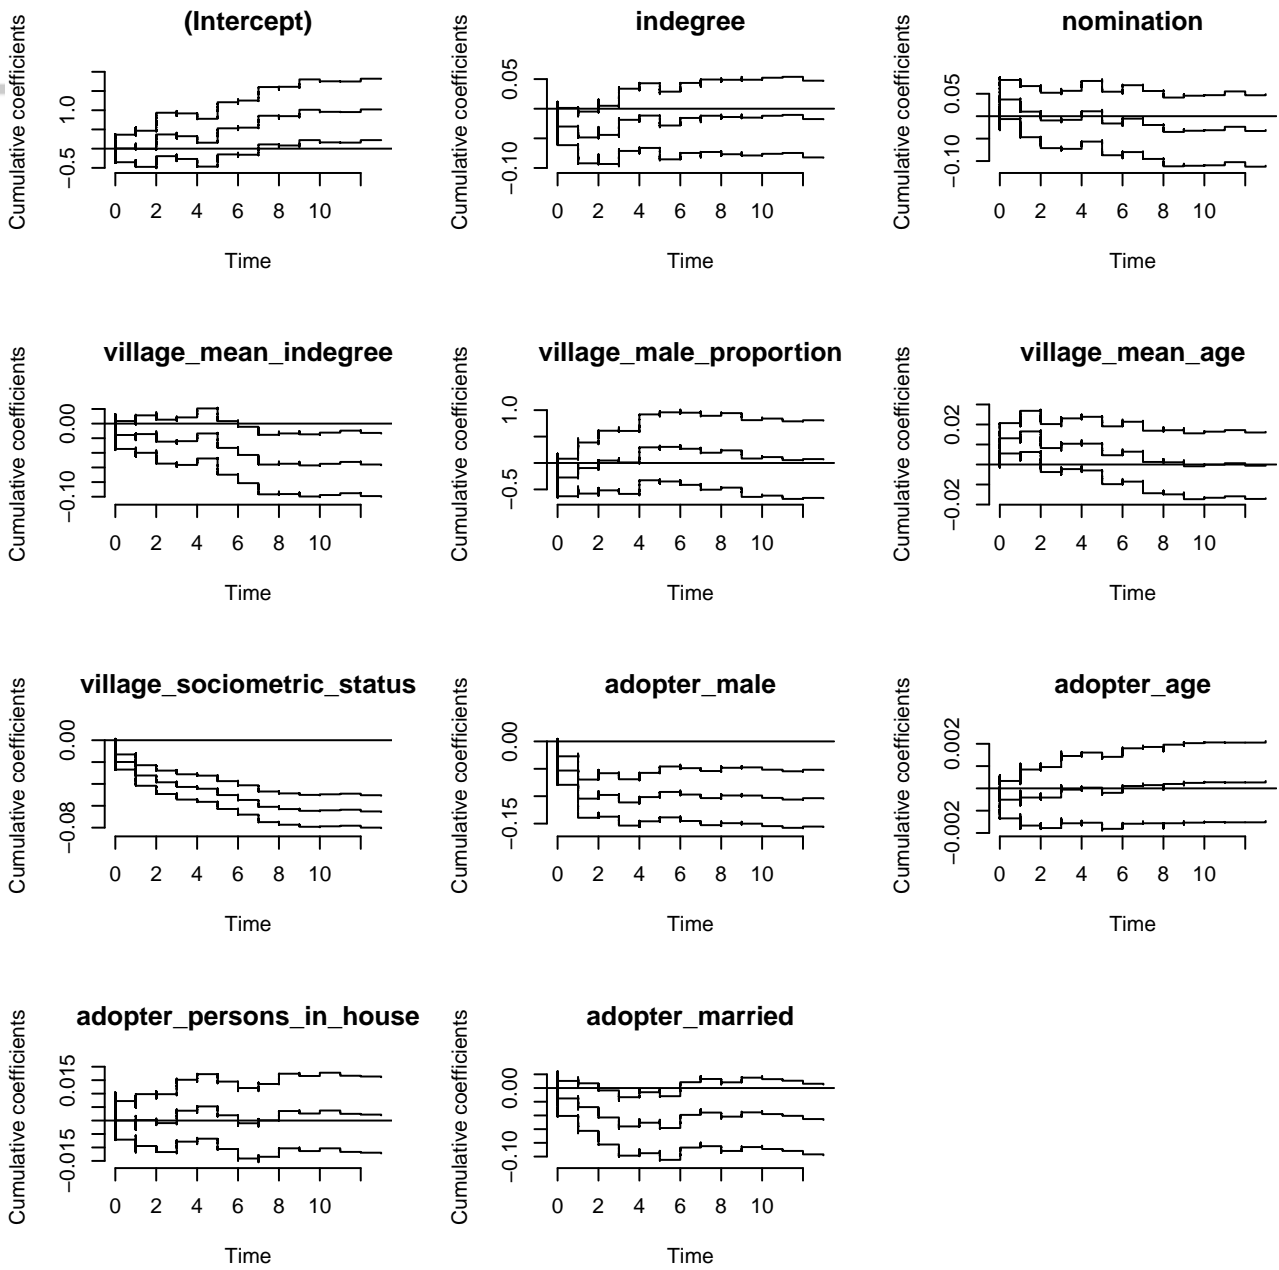 (Intercept)
Cumulative coefficients
−0.5 1.0
0 2 4 6 8 10
Time
indegree
Cumulative coefficients
−0.10 0.05
0 2 4 6 8 10
Time
nomination
Cumulative coefficients
−0.10 0.05
0 2 4 6 8 10
Time
village_mean_indegree
Cumulative coefficients
−0.10 0.00
0 2 4 6 8 10
Time
village_male_proportion
Cumulative coefficients
−0.5 1.0
0 2 4 6 8 10
Time
village_mean_age
Cumulative coefficients
−0.02 0.02
0 2 4 6 8 10
Time
village_sociometric_status
Cumulative coefficients
−0.08 0.00
0 2 4 6 8 10
Time
adopter_male
Cumulative coefficients
−0.15 0.00
0 2 4 6 8 10
Time
adopter_age
Cumulative coefficients
−0.002 0.002
0 2 4 6 8 10
Time
adopter_persons_in_house
Cumulative coefficients
−0.015 0.015
0 2 4 6 8 10
Time
adopter_married
Cumulative coefficients
−0.10 0.00
0 2 4 6 8 10
Time